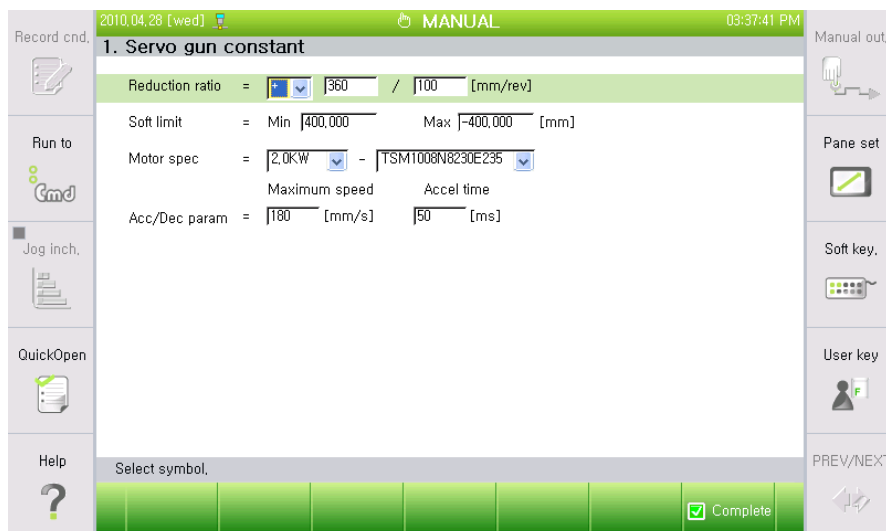 2010,04,28 [wed] MANUAL 03:37:41 PM
1. Servo gun constant
Reduction ratio = + 360 / 100 [mm/rev]
Soft limit = Min 400,000 Max -400,000 [mm]
Motor spec = 2,0KW - TSM1008N8230E235
Maximum speed Accel time
Acc/Dec param = 180 [mm/s] 50 [ms]
Select symbol,
Complete
Record cnd,
Run to
Cmd
Jog inch,
QuickOpen
Help
?
Manual out,
Pane set
Soft key,
User key
F
PREV/NEXT